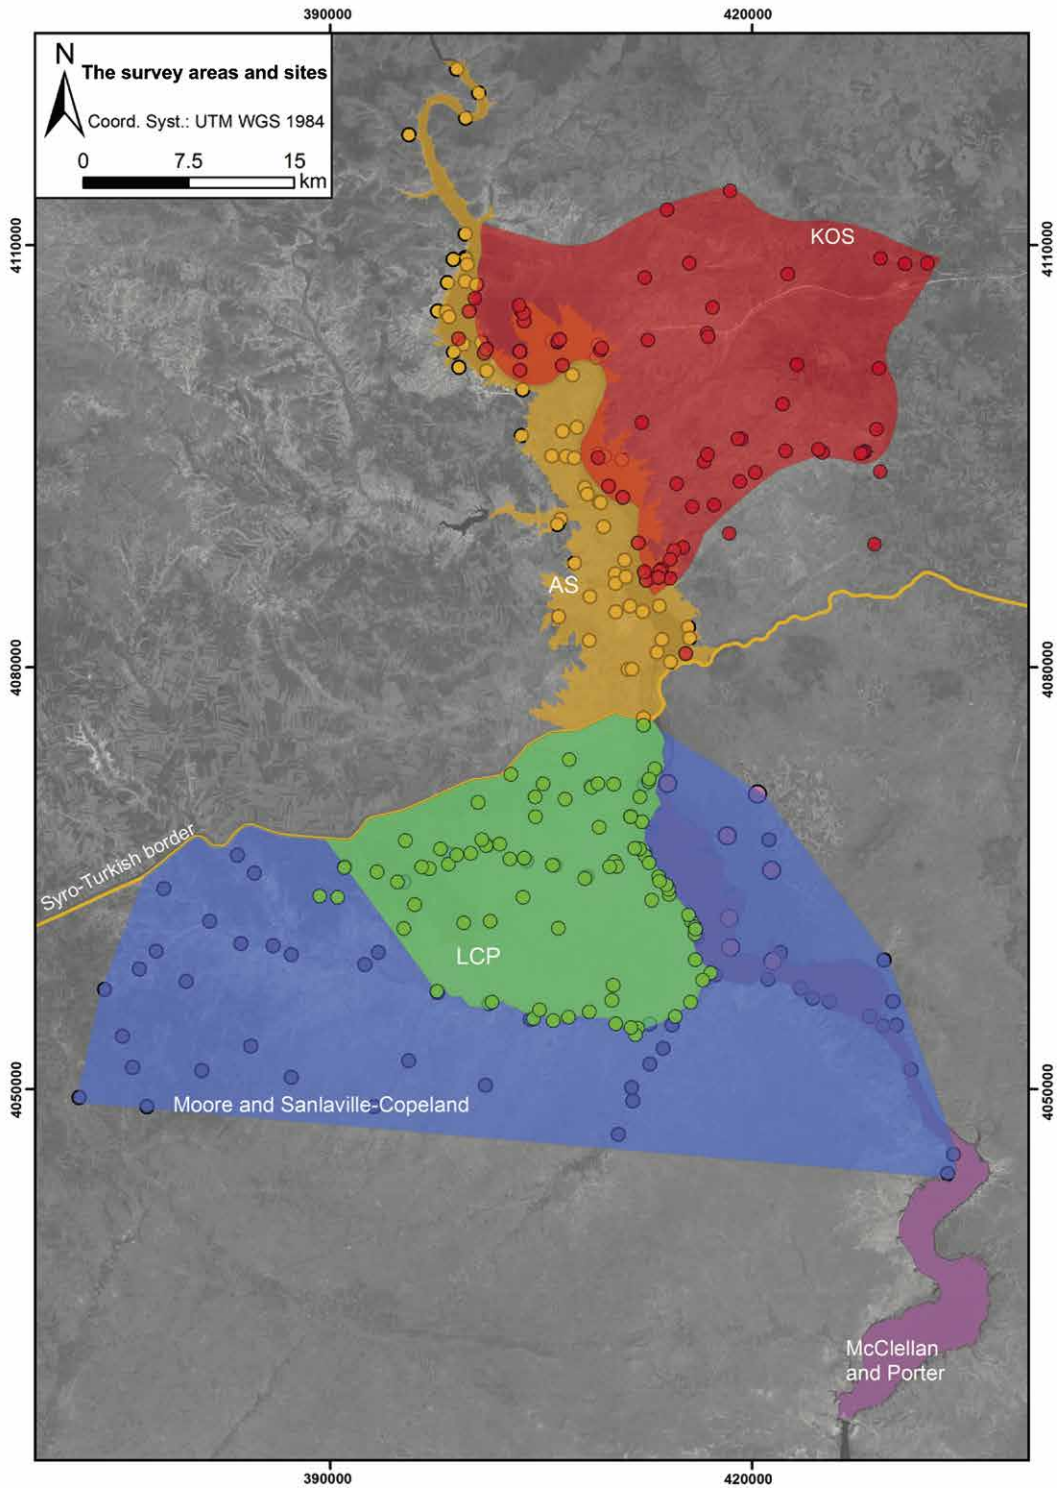 390000
420000
N
The survey areas and sites
Coord. Syst.: UTM WGS 1984
0 7.5 15
km
4110000
4110000
KOS
AS
4080000
4080000
Syro-Turkish border
LCP
4050000
4050000
Moore and Sanlaville-Copeland
McClellan
and Porter
390000
420000